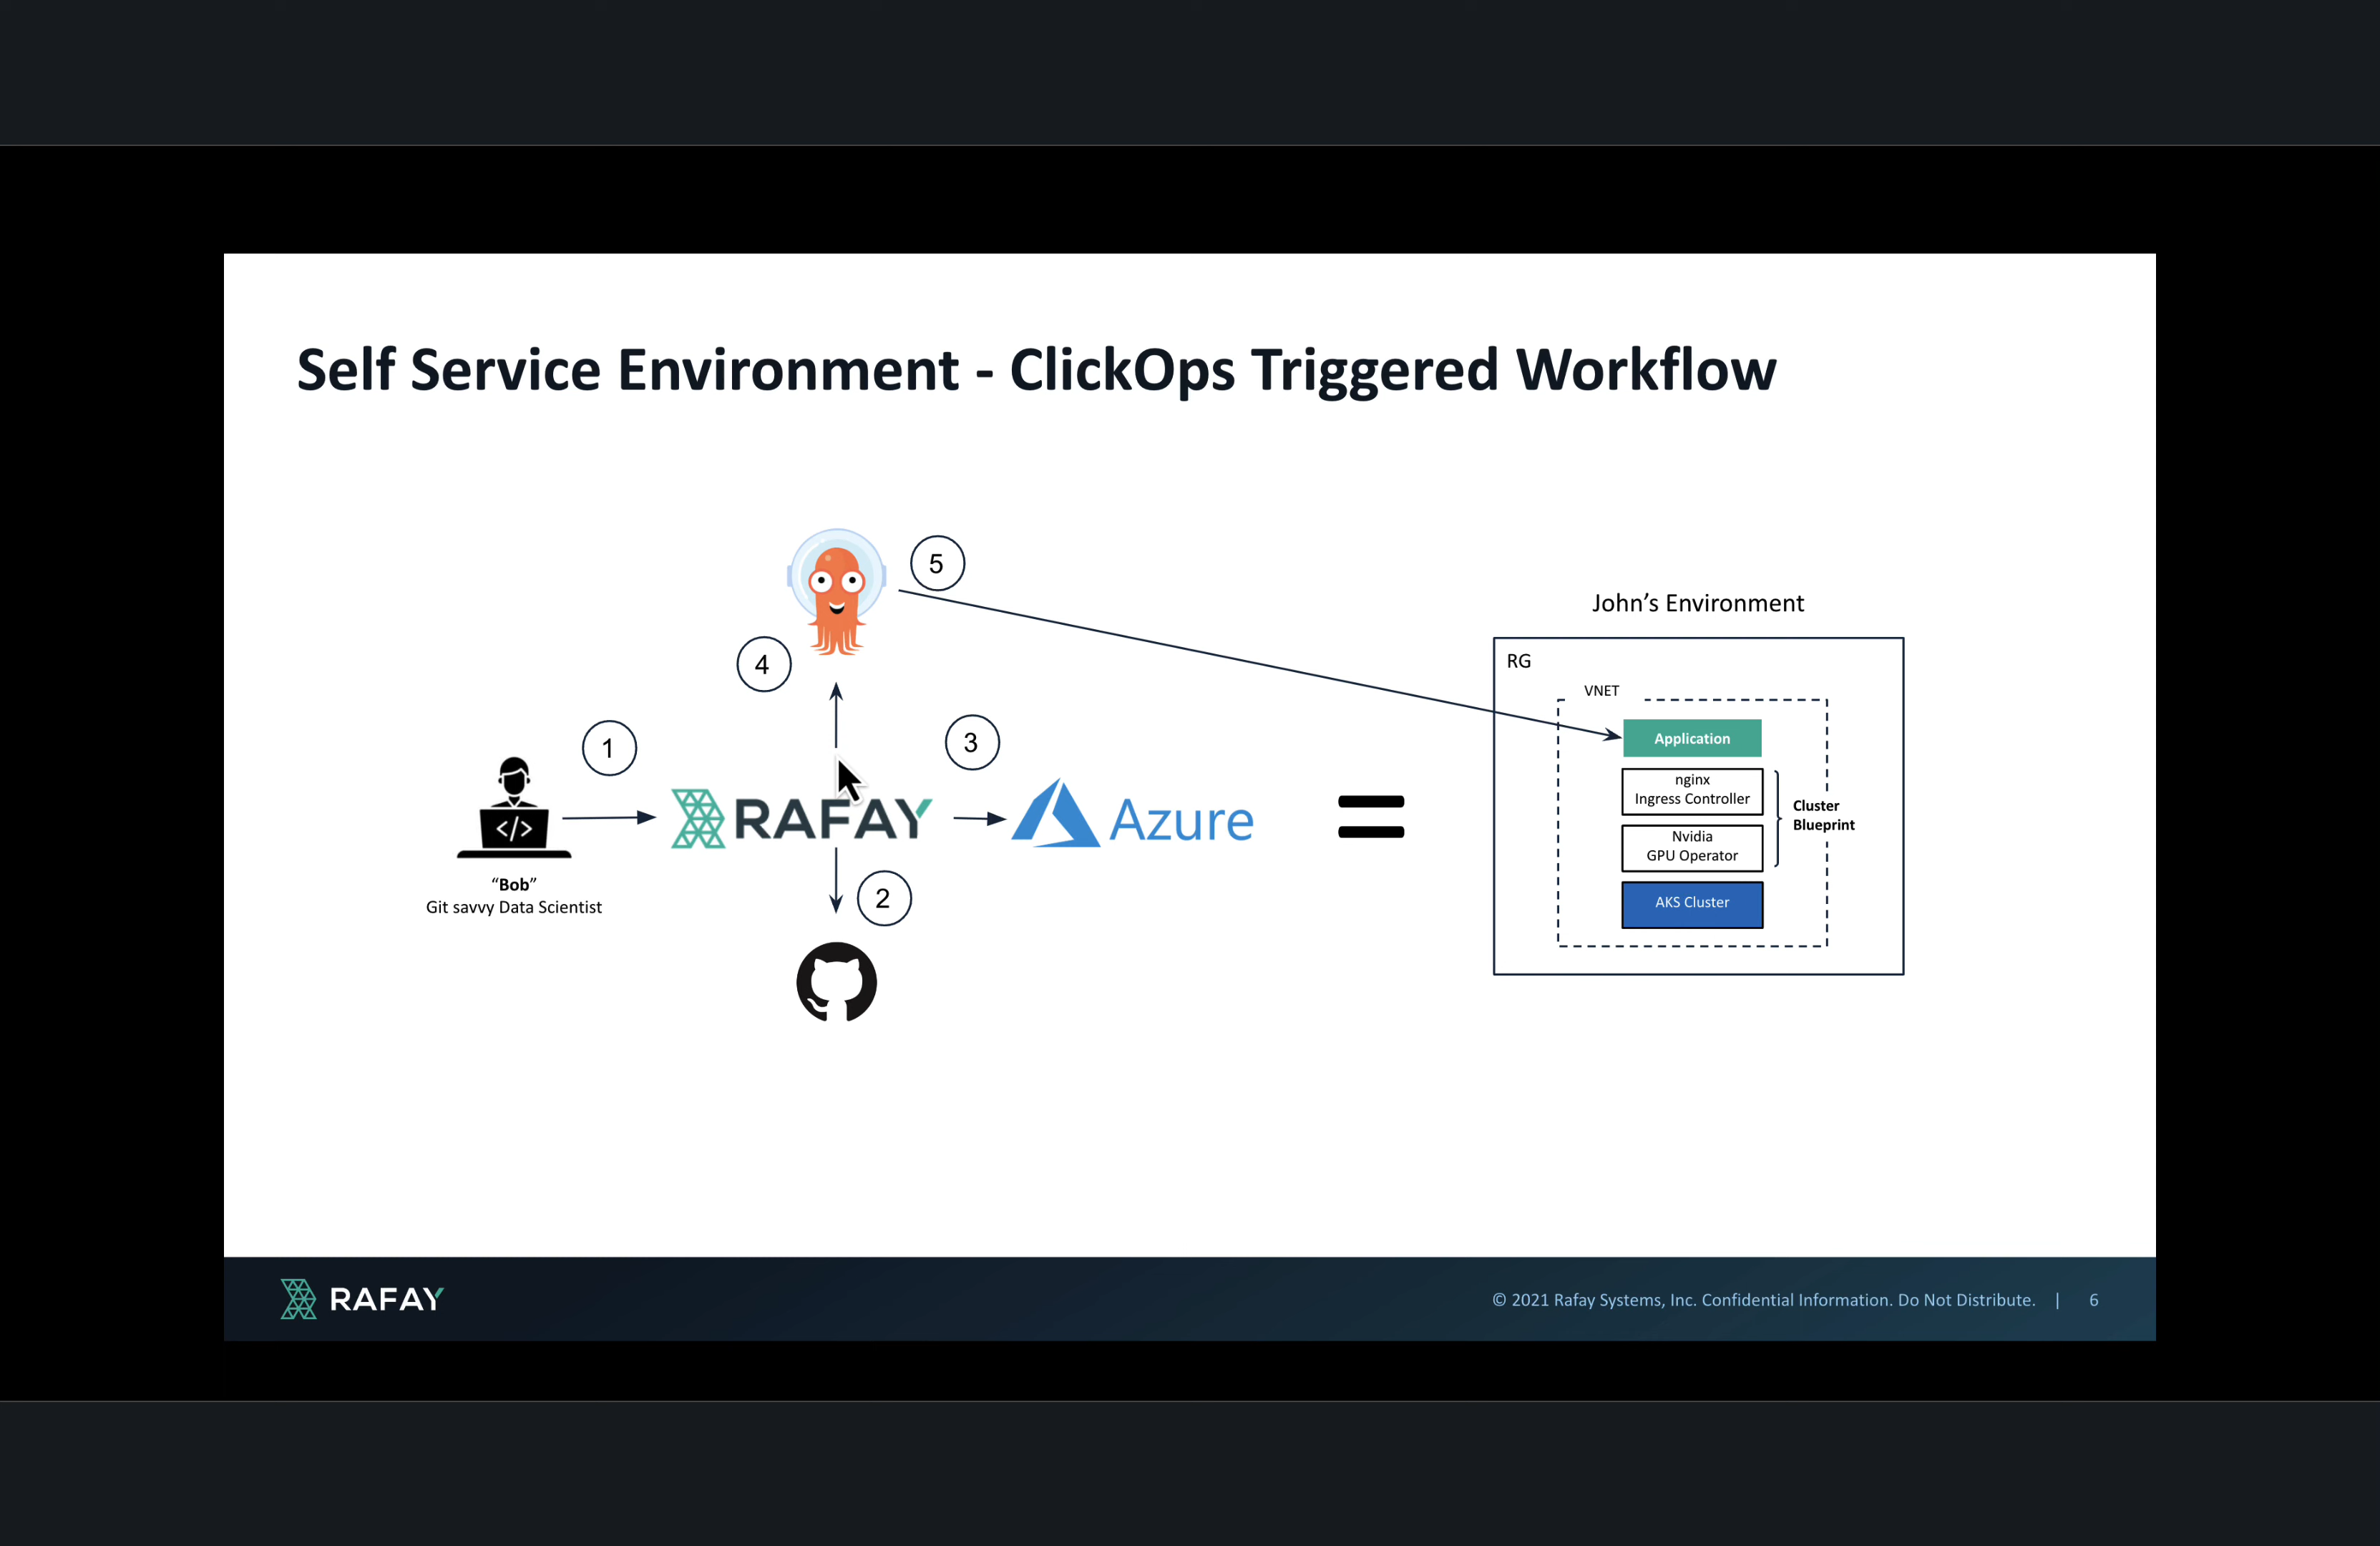 Self Service Environment - ClickOps Triggered Workflow
5
John’s Environment
4
RG
VNET
1
3
Application
nginx
Ingress Controller
Cluster
Blueprint
</>
RAFAY
Azure
=
Nvidia
GPU Operator
“Bob”
Git savvy Data Scientist
2
AKS Cluster
RAFAY
© 2021 Rafay Systems, Inc. Confidential Information. Do Not Distribute. | 6